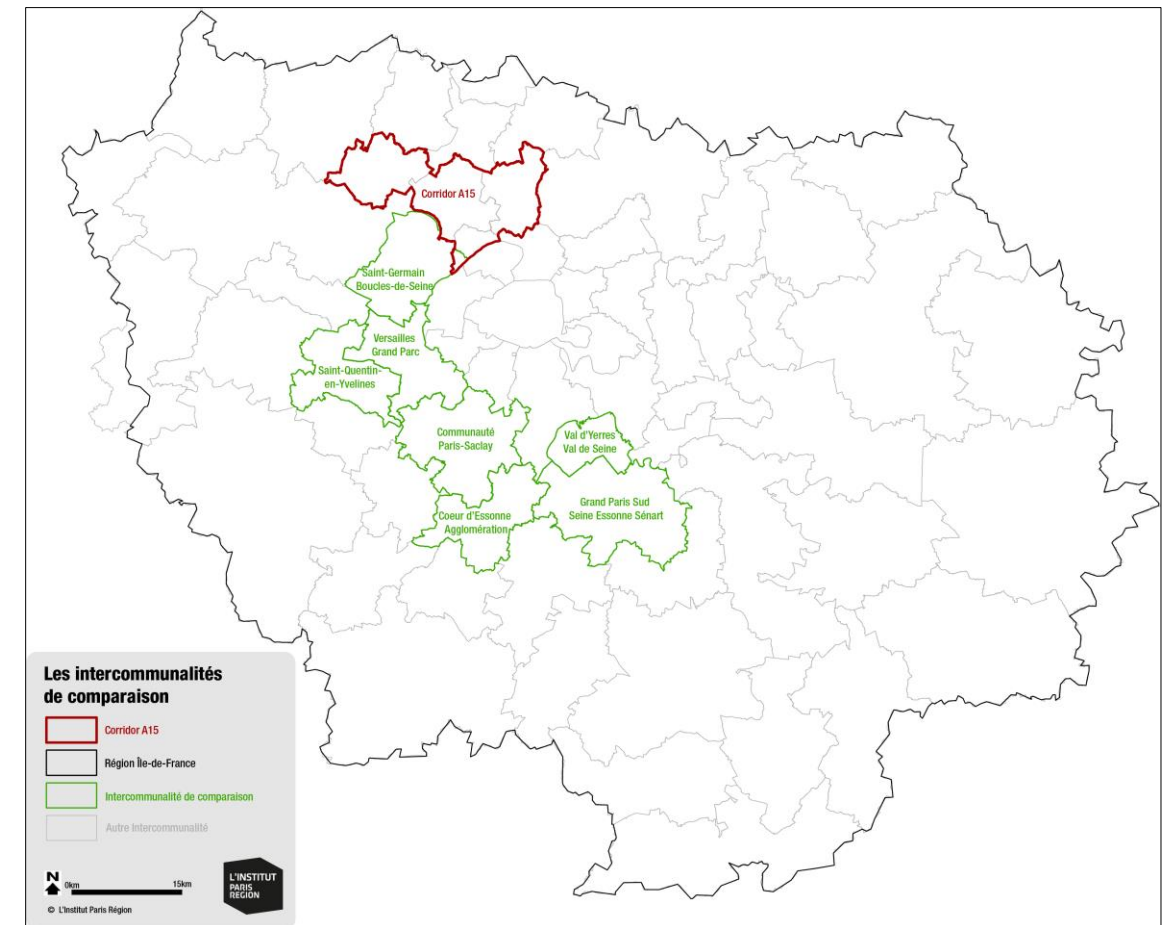 Corridor A15
Saint-Germain
Boucles-de-Seine
Versailles
Grand Parc
Saint-Quentin-
en-Yvelines
Communauté
Paris-Saclay
Val d'Yerres
Val de Seine
Coeur d'Essonne
Agglomération
Grand Paris Sud
Seine Essonne Sénart
Les intercommunalités
de comparaison
Corridor A15
Région Île-de-France
Intercommunalité de comparaison
Autre intercommunalité
N
0km 15km
© L'Institut Paris Région
L'INSTITUT
PARIS
REGION